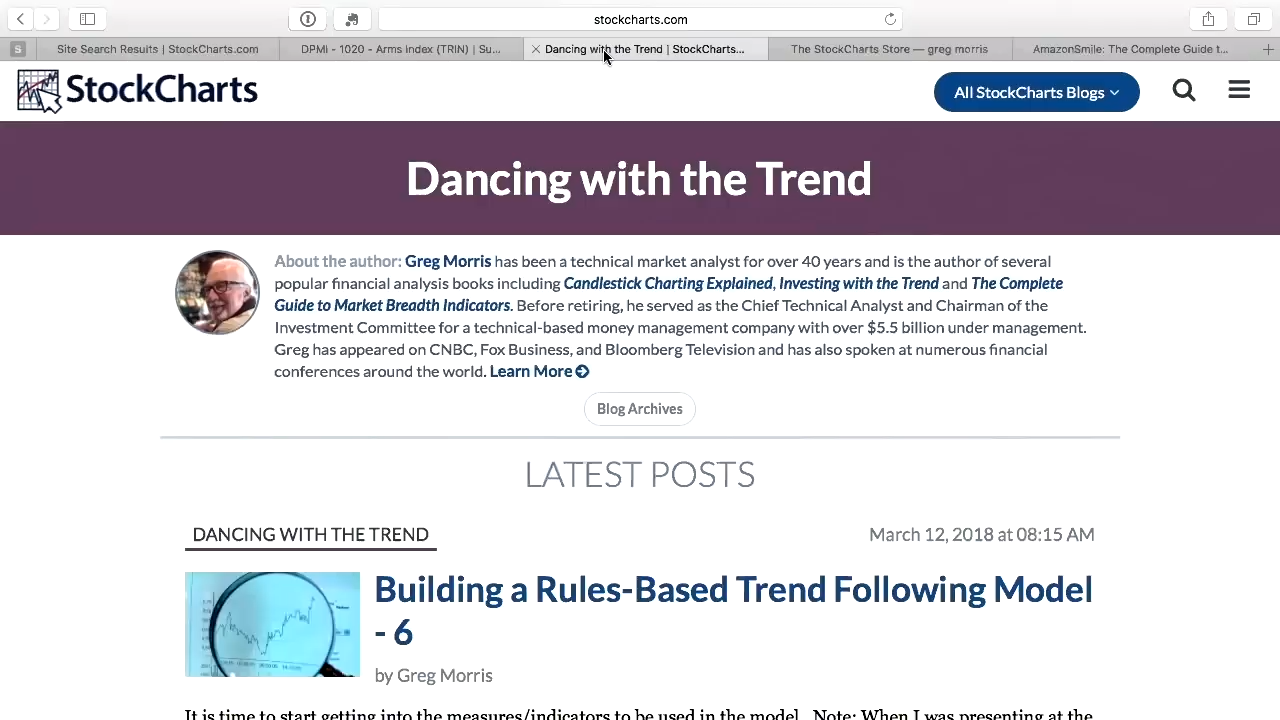 stockcharts.com
S
Site Search Results | StockCharts.com
DPMI - 1020 - Arms index (TRIN) | Su...
Dancing with the Trend | StockCharts...
The StockCharts Store — greg morris
AmazonSmile: The Complete Guide t...
StockCharts
All StockCharts Blogs
Dancing with the Trend
About the author: Greg Morris has been a technical market analyst for over 40 years and is the author of several
popular financial analysis books including Candlestick Charting Explained, Investing with the Trend and The Complete
Guide to Market Breadth Indicators. Before retiring, he served as the Chief Technical Analyst and Chairman of the
Investment Committee for a technical-based money management company with over $5.5 billion under management.
Greg has appeared on CNBC, Fox Business, and Bloomberg Television and has also spoken at numerous financial
conferences around the world. Learn More
Blog Archives
LATEST POSTS
DANCING WITH THE TREND
March 12, 2018 at 08:15 AM
Building a Rules-Based Trend Following Model
- 6
by Greg Morris
It is time to start getting into the measures/indicators to be used in the model. Note: When I was presenting at the